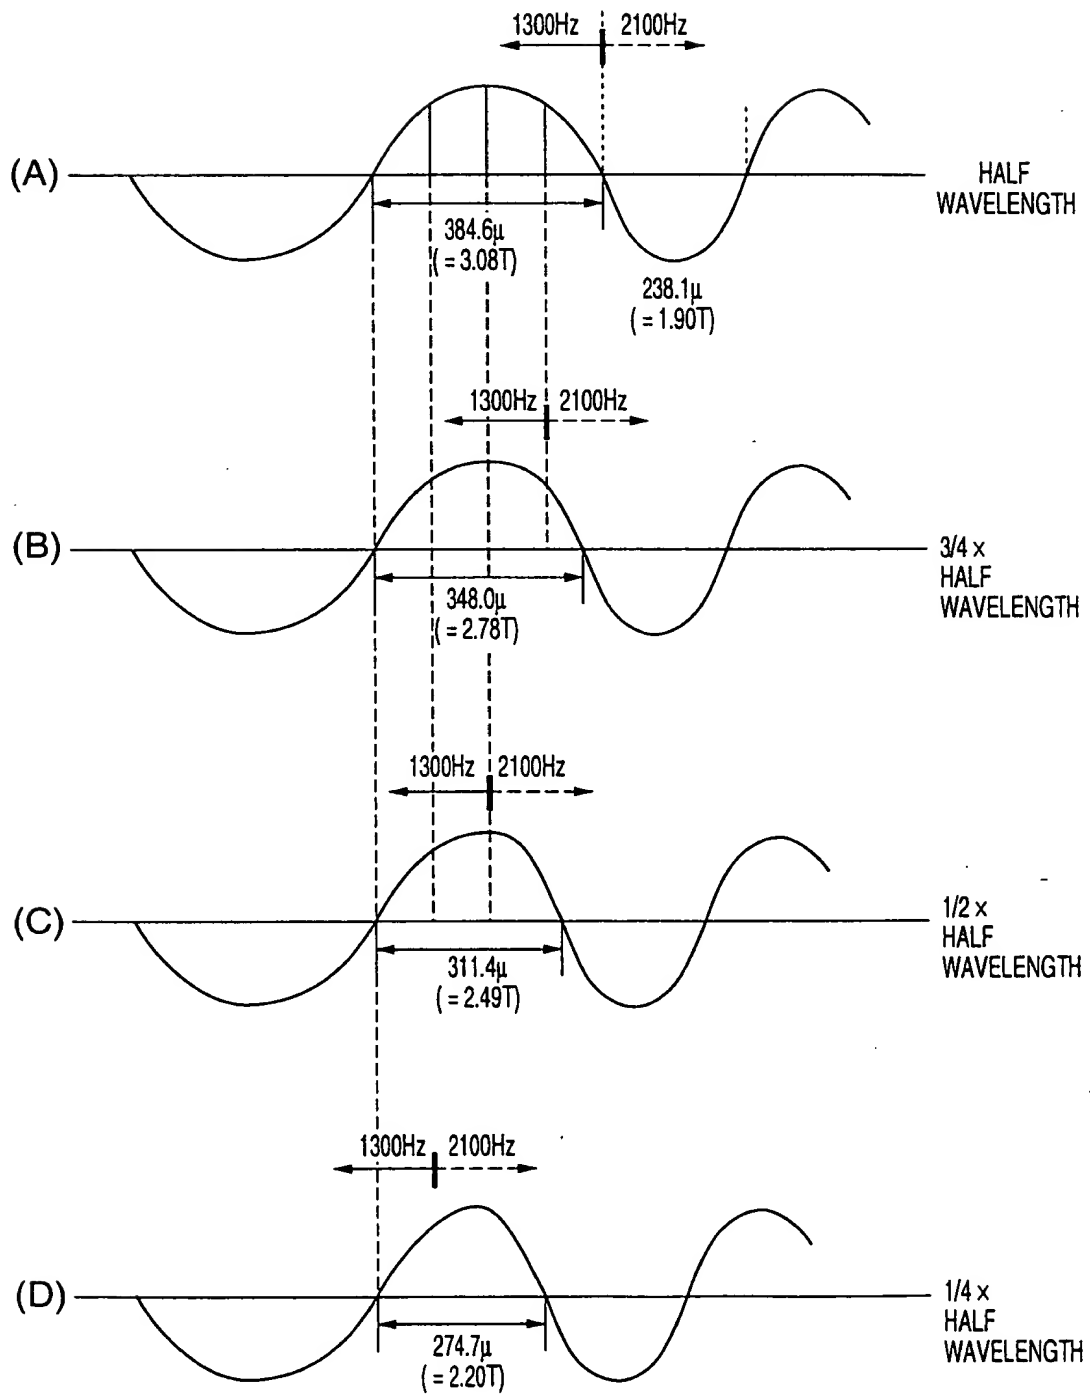 1300Hz 2100Hz
(A)
HALF
WAVELENGTH
384.6μ
( = 3.08T)
238.1μ
( = 1.90T)
1300Hz 2100Hz
(B)
3/4 x
HALF
WAVELENGTH
348.0μ
( = 2.78T)
1300Hz 2100Hz
(C)
1/2 x
HALF
WAVELENGTH
311.4μ
( = 2.49T)
1300Hz 2100Hz
(D)
1/4 x
HALF
WAVELENGTH
274.7μ
( = 2.20T)